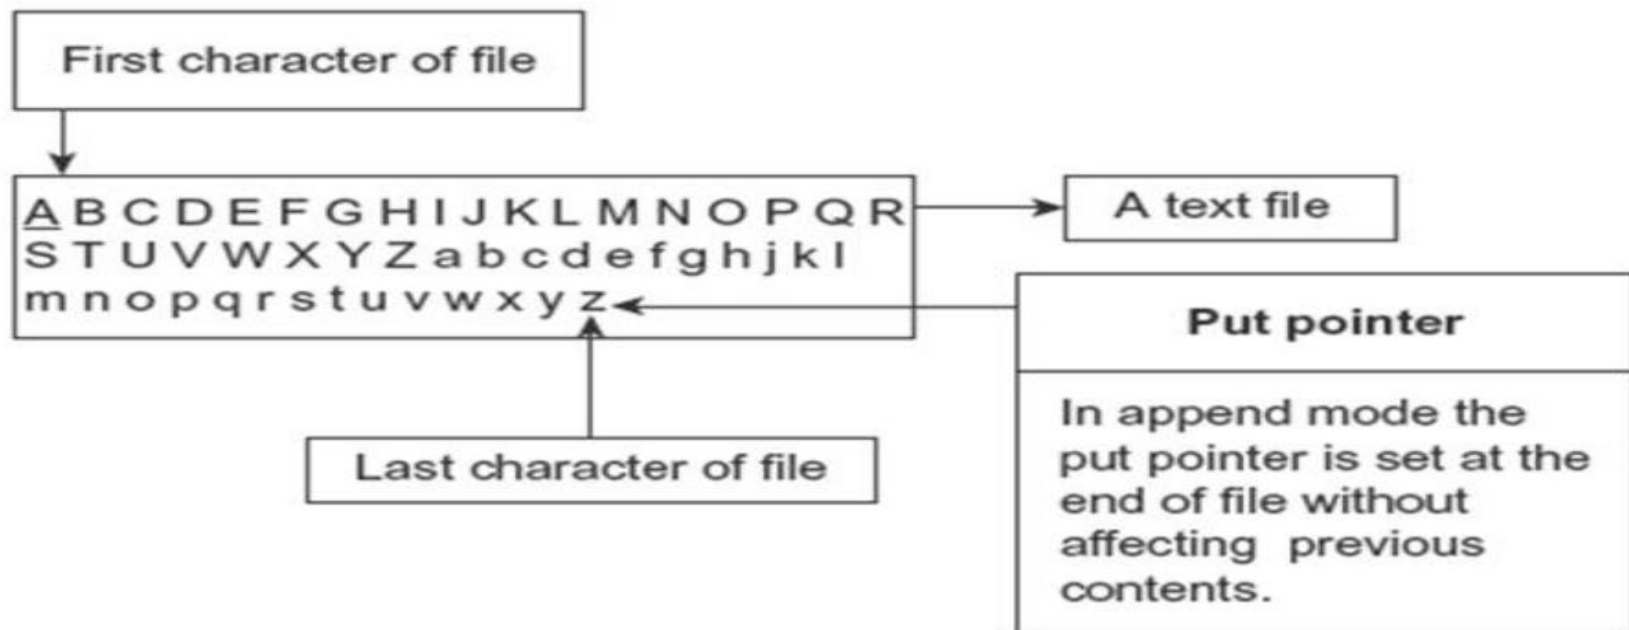 First character of file
A B C D E F G H I J K L M N O P Q R
S T U V W X Y Z a b c d e f g h j k l
m n o p q r s t u v w x y z
A text file
Put pointer
In append mode the
put pointer is set at the
end of file without
affecting previous
contents.
Last character of file